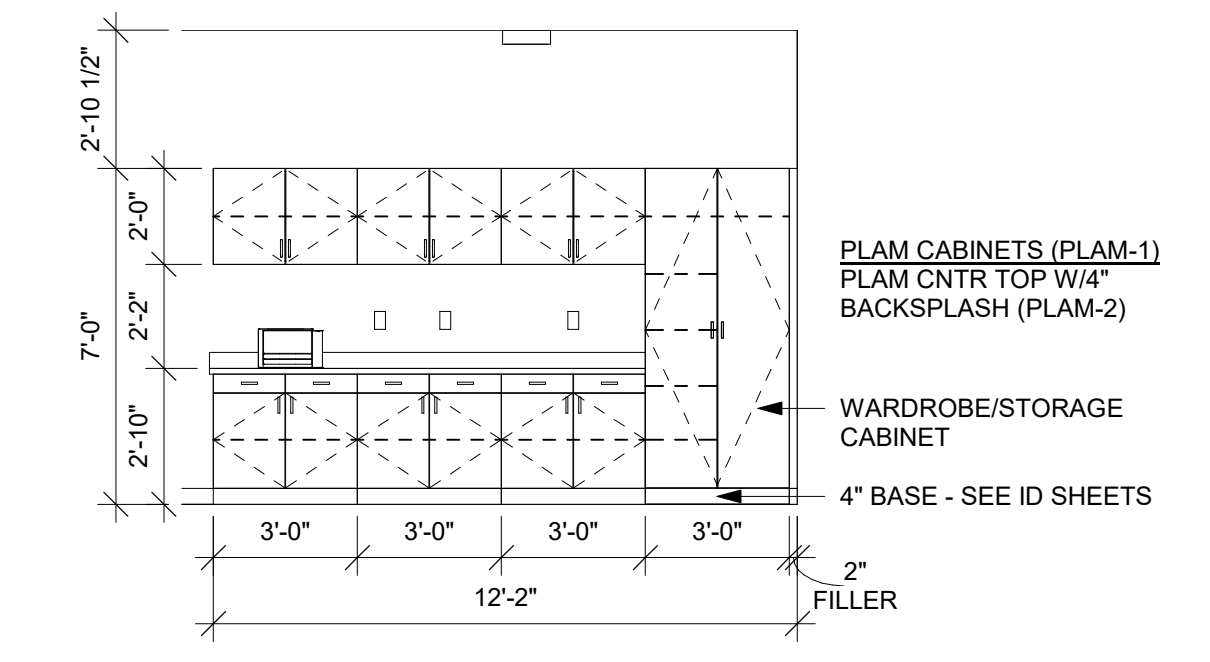 2'-10 1/2"
7'-0"
2'-0"
2'-2"
2'-10"
PLAM CABINETS (PLAM-1)
PLAM CNTR TOP W/4"
BACKSPLASH (PLAM-2)
WARDROBE/STORAGE
CABINET
4" BASE - SEE ID SHEETS
3'-0" 3'-0" 3'-0" 3'-0"
2"
FILLER
12'-2"